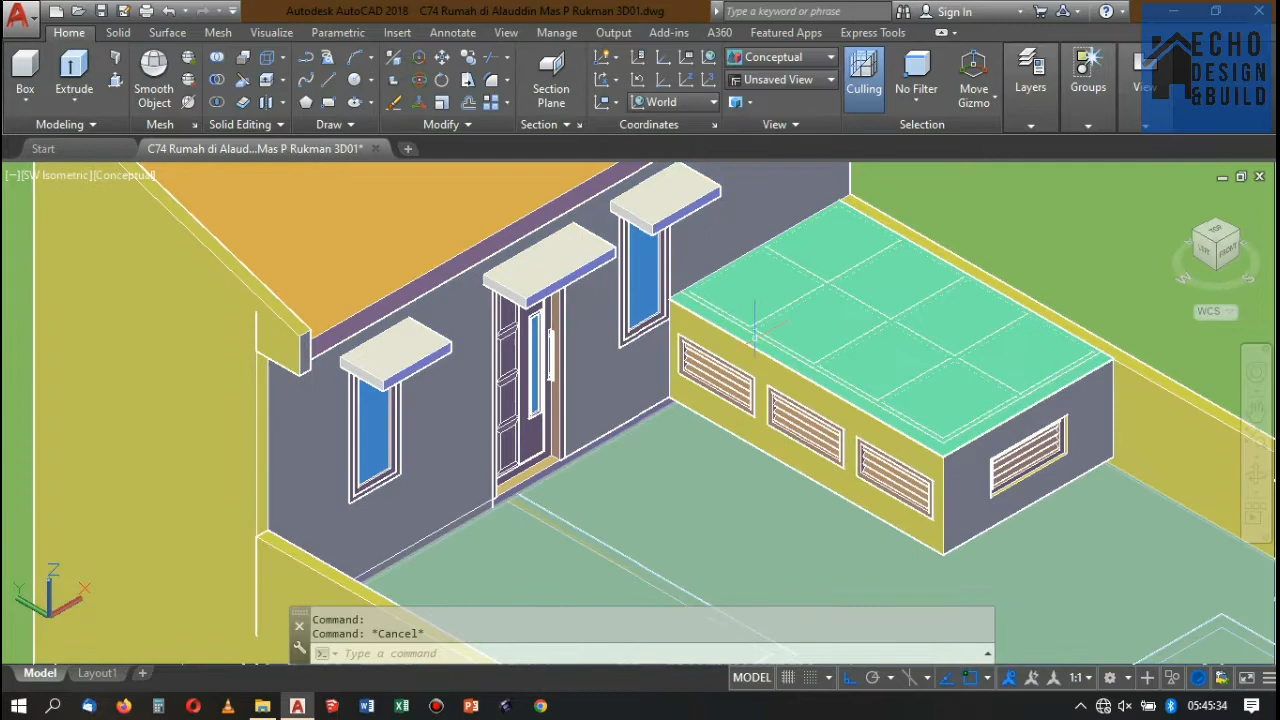 Autodesk AutoCAD 2018 C74 Rumah di Alauddin Mas P Rukman 3D01.dwg
Type a keyword or phrase
Sign In
Home Solid Surface Mesh Visualize Parametric Insert Annotate View Manage Output Add-ins A360 Featured Apps Express Tools
ECHO
DESIGN
&BUILD
Box
Extrude
Smooth
Object
Section
Plane
Conceptual
Unsaved View
World
Culling
No Filter
Move
Gizmo
Layers
Groups
View
Modeling
Mesh
Solid Editing
Draw
Modify
Section
Coordinates
View
Selection
Start
C74 Rumah di Alaud...Mas P Rukman 3D01*
[−][SW Isometric][Conceptual]
TOP
FRONT
W
S
WCS
Z
Y
X
Command:
Command: *Cancel*
Type a command
Model
Layout1
MODEL
1:1
05:45:34